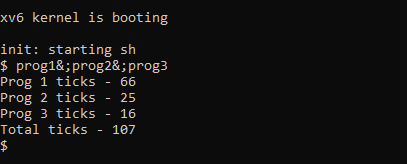 xv6 kernel is booting
init: starting sh
$ prog1&;prog2&;prog3
Prog 1 ticks - 66
Prog 2 ticks - 25
Prog 3 ticks - 16
Total ticks - 107
$